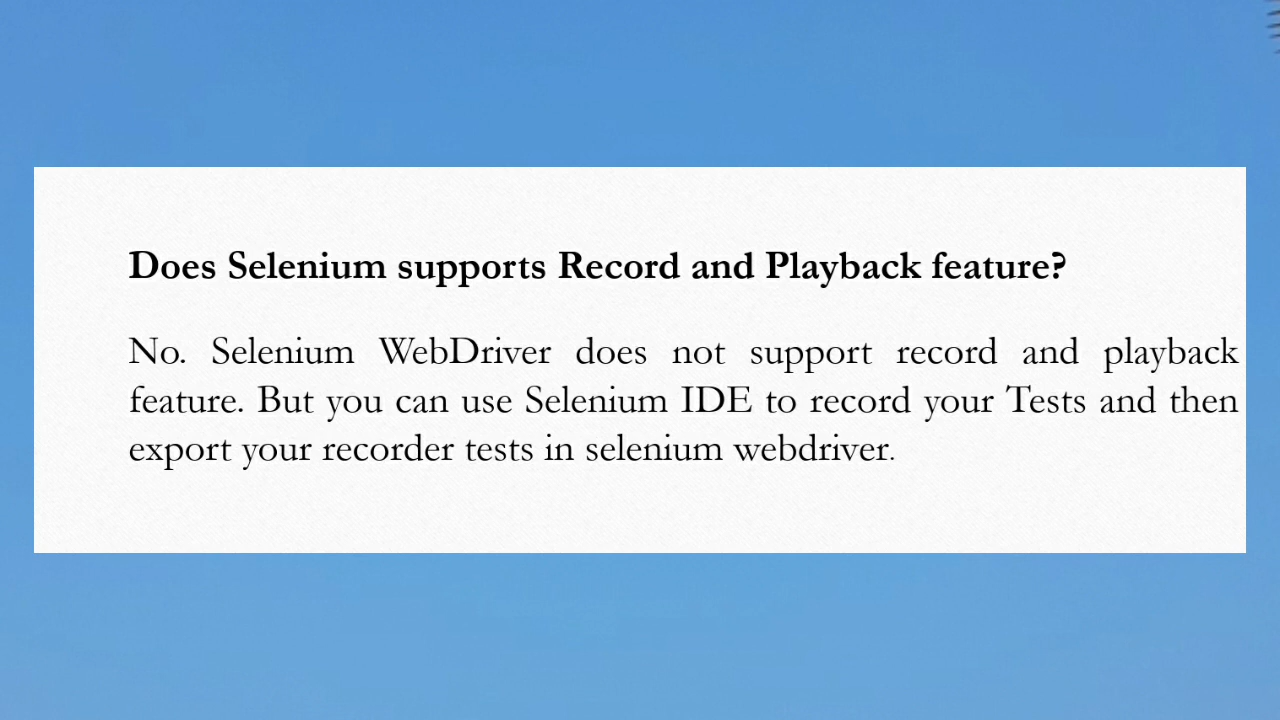 Does Selenium supports Record and Playback feature?
No. Selenium WebDriver does not support record and playback
feature. But you can use Selenium IDE to record your Tests and then
export your recorder tests in selenium webdriver.